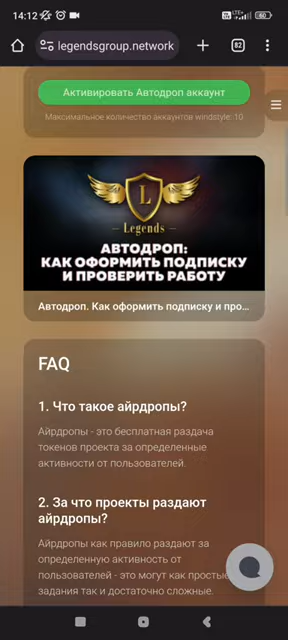 14:12
60
legendsgroup.network
82
Активировать Автодроп аккаунт
Максимальное количество аккаунтов windstyle: 10
L
Legends
АВТОДРОП:
КАК ОФОРМИТЬ ПОДПИСКУ
И ПРОВЕРИТЬ РАБОТУ
Автодроп. Как оформить подписку и про...
FAQ
1. Что такое айрдропы?
Айрдропы - это бесплатная раздача
токенов проекта за определенные
активности от пользователей.
2. За что проекты раздают
айрдропы?
Айрдропы как правило раздают за
определенную активность от
пользователей - это могут как простые
задания так и достаточно сложные.